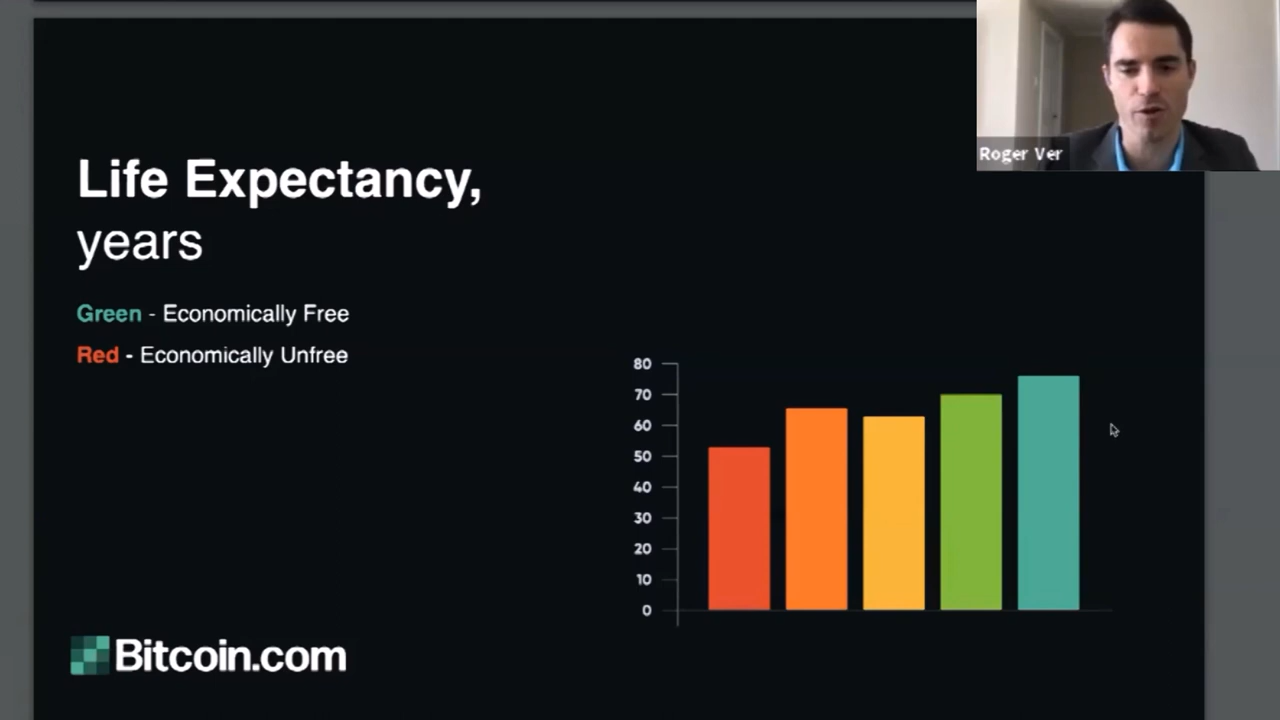 Roger Ver
Life Expectancy,
years
Green - Economically Free
Red - Economically Unfree
80
70
60
50
40
30
20
10
0
Bitcoin.com